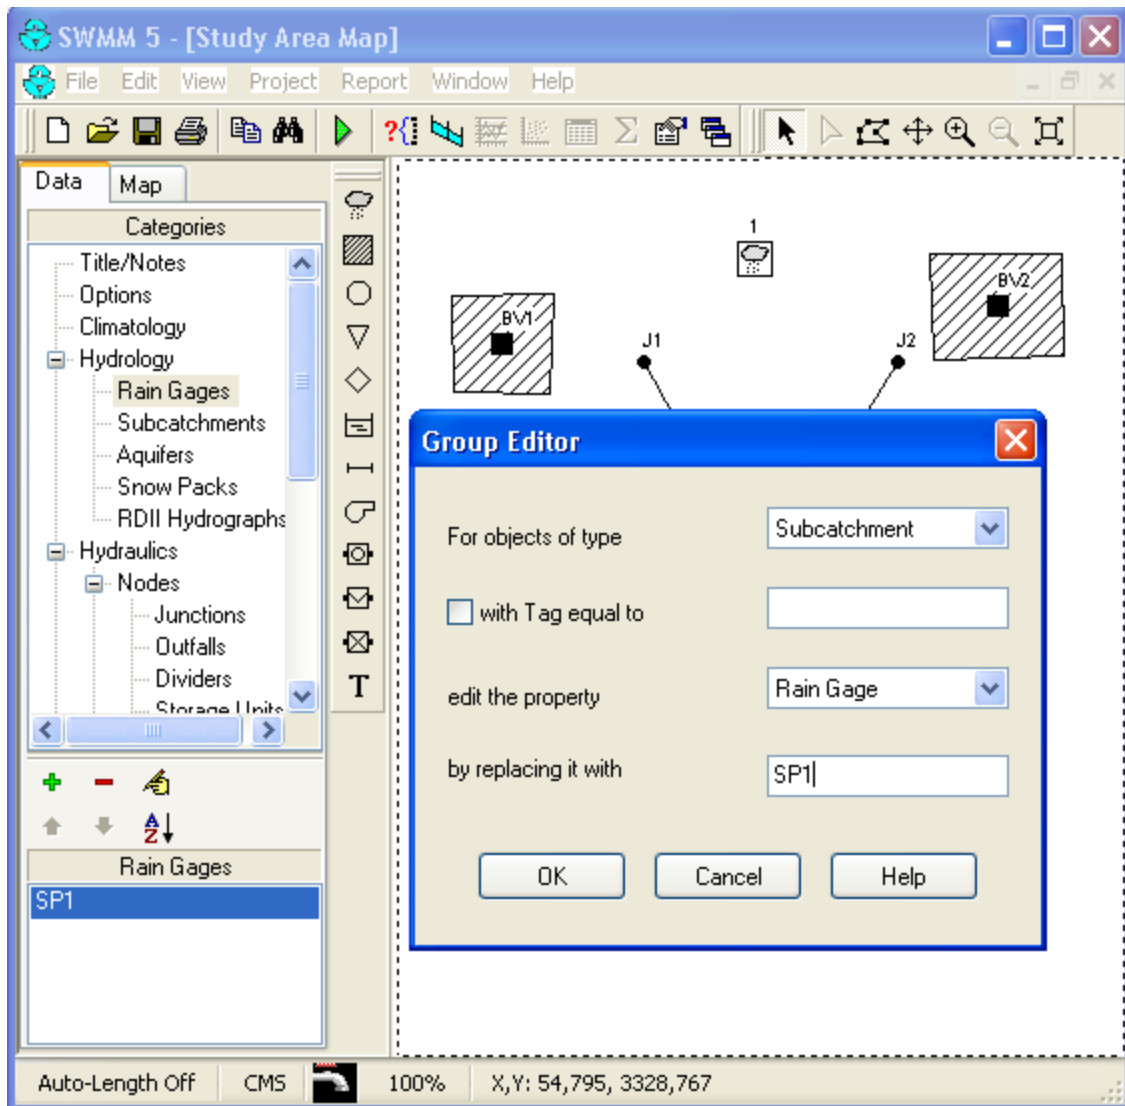 SWMM 5 - [Study Area Map]
File Edit View Project Report Window Help
?{}
Data Map
Categories
Title/Notes
Options
Climatology
Hydrology
Rain Gages
Subcatchments
Aquifers
Snow Packs
RDII Hydrographs
Hydraulics
Nodes
Junctions
Outfalls
Dividers
Storage Units
T
A
Z
Rain Gages
SP1
1
BV1
BV2
J1
J2
Group Editor
For objects of type Subcatchment
with Tag equal to
edit the property Rain Gage
by replacing it with SP1
OK Cancel Help
Auto-Length Off CMS 100% X,Y: 54,795, 3328,767